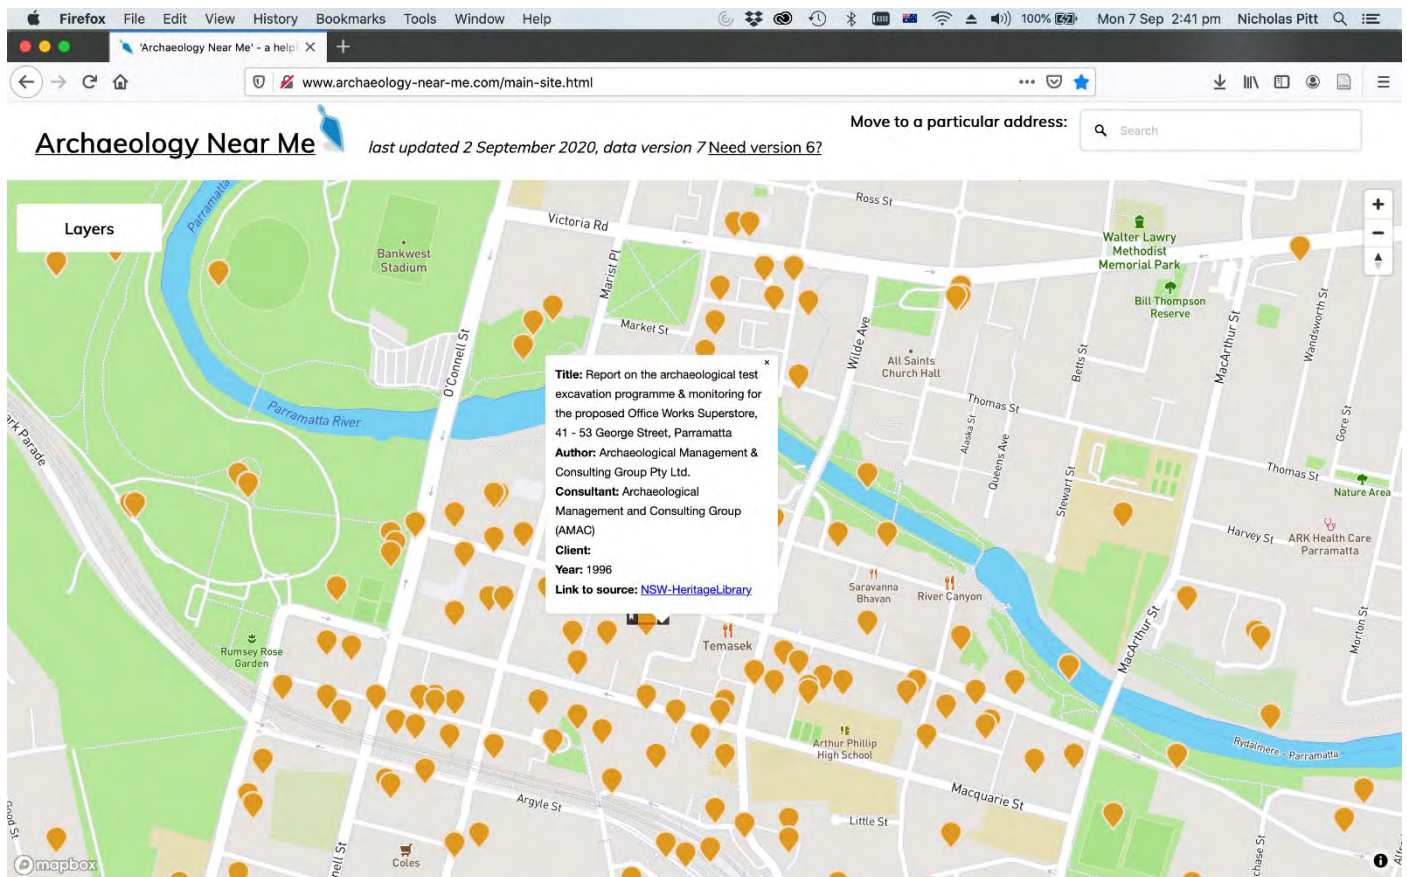 Firefox File Edit View History Bookmarks Tools Window Help 100% Mon 7 Sep 2:41 pm Nicholas Pitt
'Archaeology Near Me' - a help
www.archaeology-near-me.com/main-site.html
Archaeology Near Me last updated 2 September 2020, data version 7 Need version 6?
Move to a particular address: Search
Layers
Parramatta
Bankwest
Stadium
Victoria Rd
Marist Pl
Market St
Ross St
Walter Lawry
Methodist
Memorial Park
Bill Thompson
Reserve
MacArthur St
Wandsworth St
O'Connell St
Wilde Ave
All Saints
Church Hall
Betts St
Thomas St
Alaska St
Queens Ave
Stewart St
Gore St
Thomas St
Nature Area
Parramatta River
ark Parade
Title: Report on the archaeological test
excavation programme & monitoring for
the proposed Office Works Superstore,
41 - 53 George Street, Parramatta
Author: Archaeological Management &
Consulting Group Pty Ltd.
Consultant: Archaeological
Management and Consulting Group
(AMAC)
Client:
Year: 1996
Link to source: NSW-HeritageLibrary
×
Harvey St
ARK Health Care
Parramatta
Saravanna
Bhavan
River Canyon
MacArthur St
Morton St
Rumsey Rose
Garden
Temasek
Arthur Phillip
High School
Rydalmere - Parramatta
Macquarie St
Argyle St
Little St
Good St
Coles
nell St
chase St
Alfre
mapbox